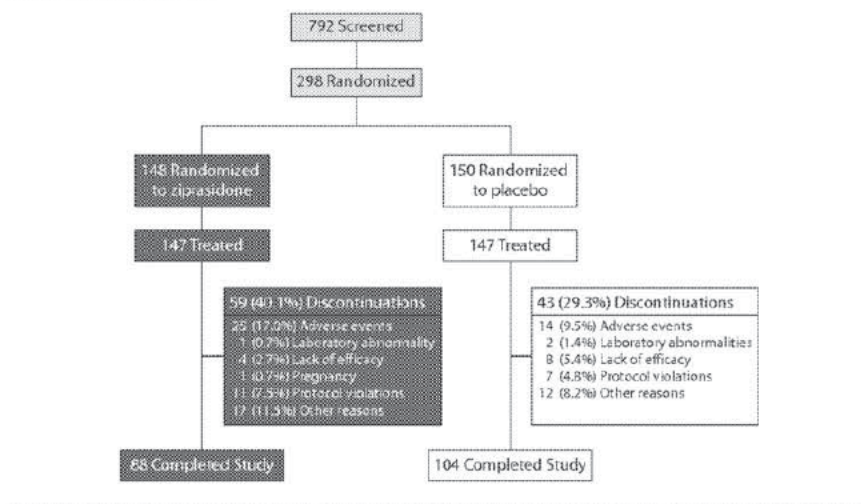 792 Screened
298 Randomized
148 Randomized
to ziprasidone
150 Randomized
to placebo
147 Treated
147 Treated
59 (40.1%) Discontinuations
25 (17.0%) Adverse events
1 (0.7%) Laboratory abnormality
4 (2.7%) Lack of efficacy
1 (0.7%) Pregnancy
11 (7.5%) Protocol violations
17 (11.5%) Other reasons
43 (29.3%) Discontinuations
14 (9.5%) Adverse events
2 (1.4%) Laboratory abnormalities
8 (5.4%) Lack of efficacy
7 (4.8%) Protocol violations
12 (8.2%) Other reasons
88 Completed Study
104 Completed Study